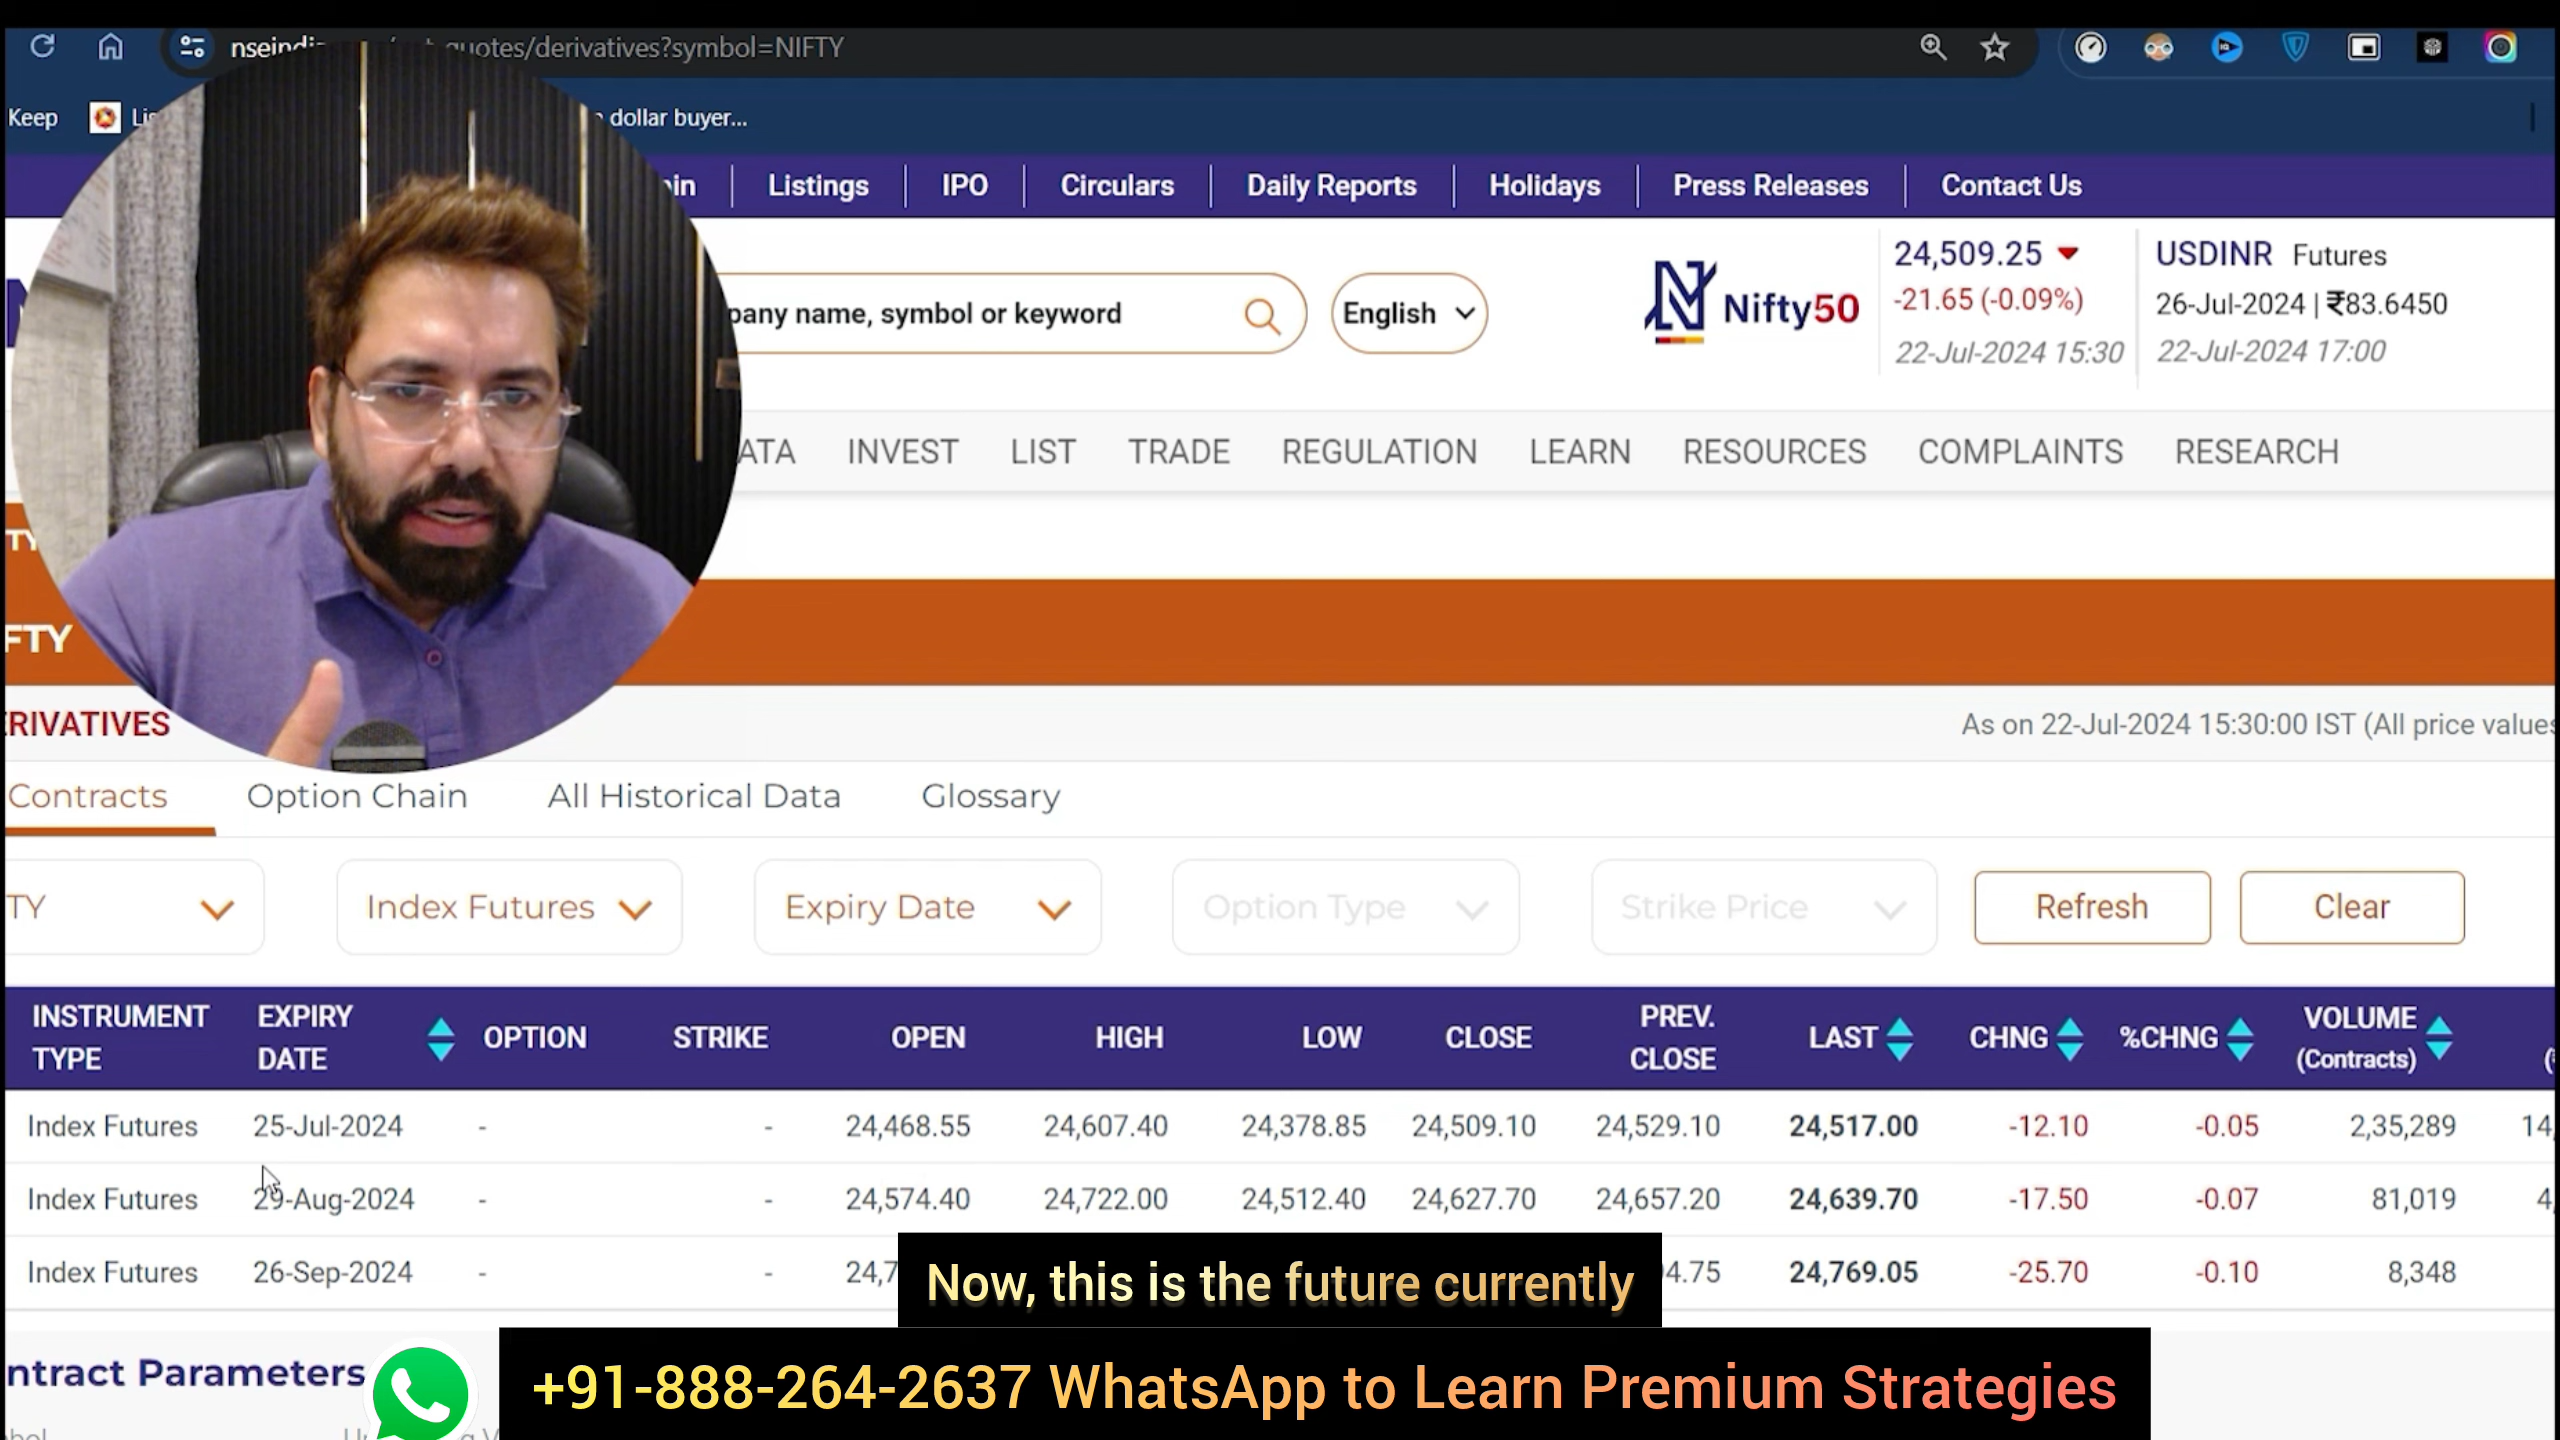 quotes/derivatives?symbol=NIFTY
Keep
dollar buyer...
Listings
IPO
Circulars
Daily Reports
Holidays
Press Releases
Contact Us
name, symbol or keyword
English
Nifty50
24,509.25
-21.65 (-0.09%)
22-Jul-2024 15:30
USDINR Futures
26-Jul-2024 | ₹83.6450
22-Jul-2024 17:00
INVEST
LIST
TRADE
REGULATION
LEARN
RESOURCES
COMPLAINTS
RESEARCH
As on 22-Jul-2024 15:30:00 IST (All price values
Contracts
Option Chain
All Historical Data
Glossary
Index Futures
Expiry Date
Option Type
Strike Price
Refresh
Clear
INSTRUMENT TYPE EXPIRY DATE OPTION STRIKE OPEN HIGH LOW CLOSE PREV. CLOSE LAST CHNG %CHNG VOLUME (Contracts)
Index Futures 25-Jul-2024 - - 24,468.55 24,607.40 24,378.85 24,509.10 24,529.10 24,517.00 -12.10 -0.05 2,35,289
Index Futures 29-Aug-2024 - - 24,574.40 24,722.00 24,512.40 24,627.70 24,657.20 24,639.70 -17.50 -0.07 81,019
Index Futures 26-Sep-2024 - - 24,769.05 -25.70 -0.10 8,348
Now, this is the future currently
Parameters
+91-888-264-2637 WhatsApp to Learn Premium Strategies